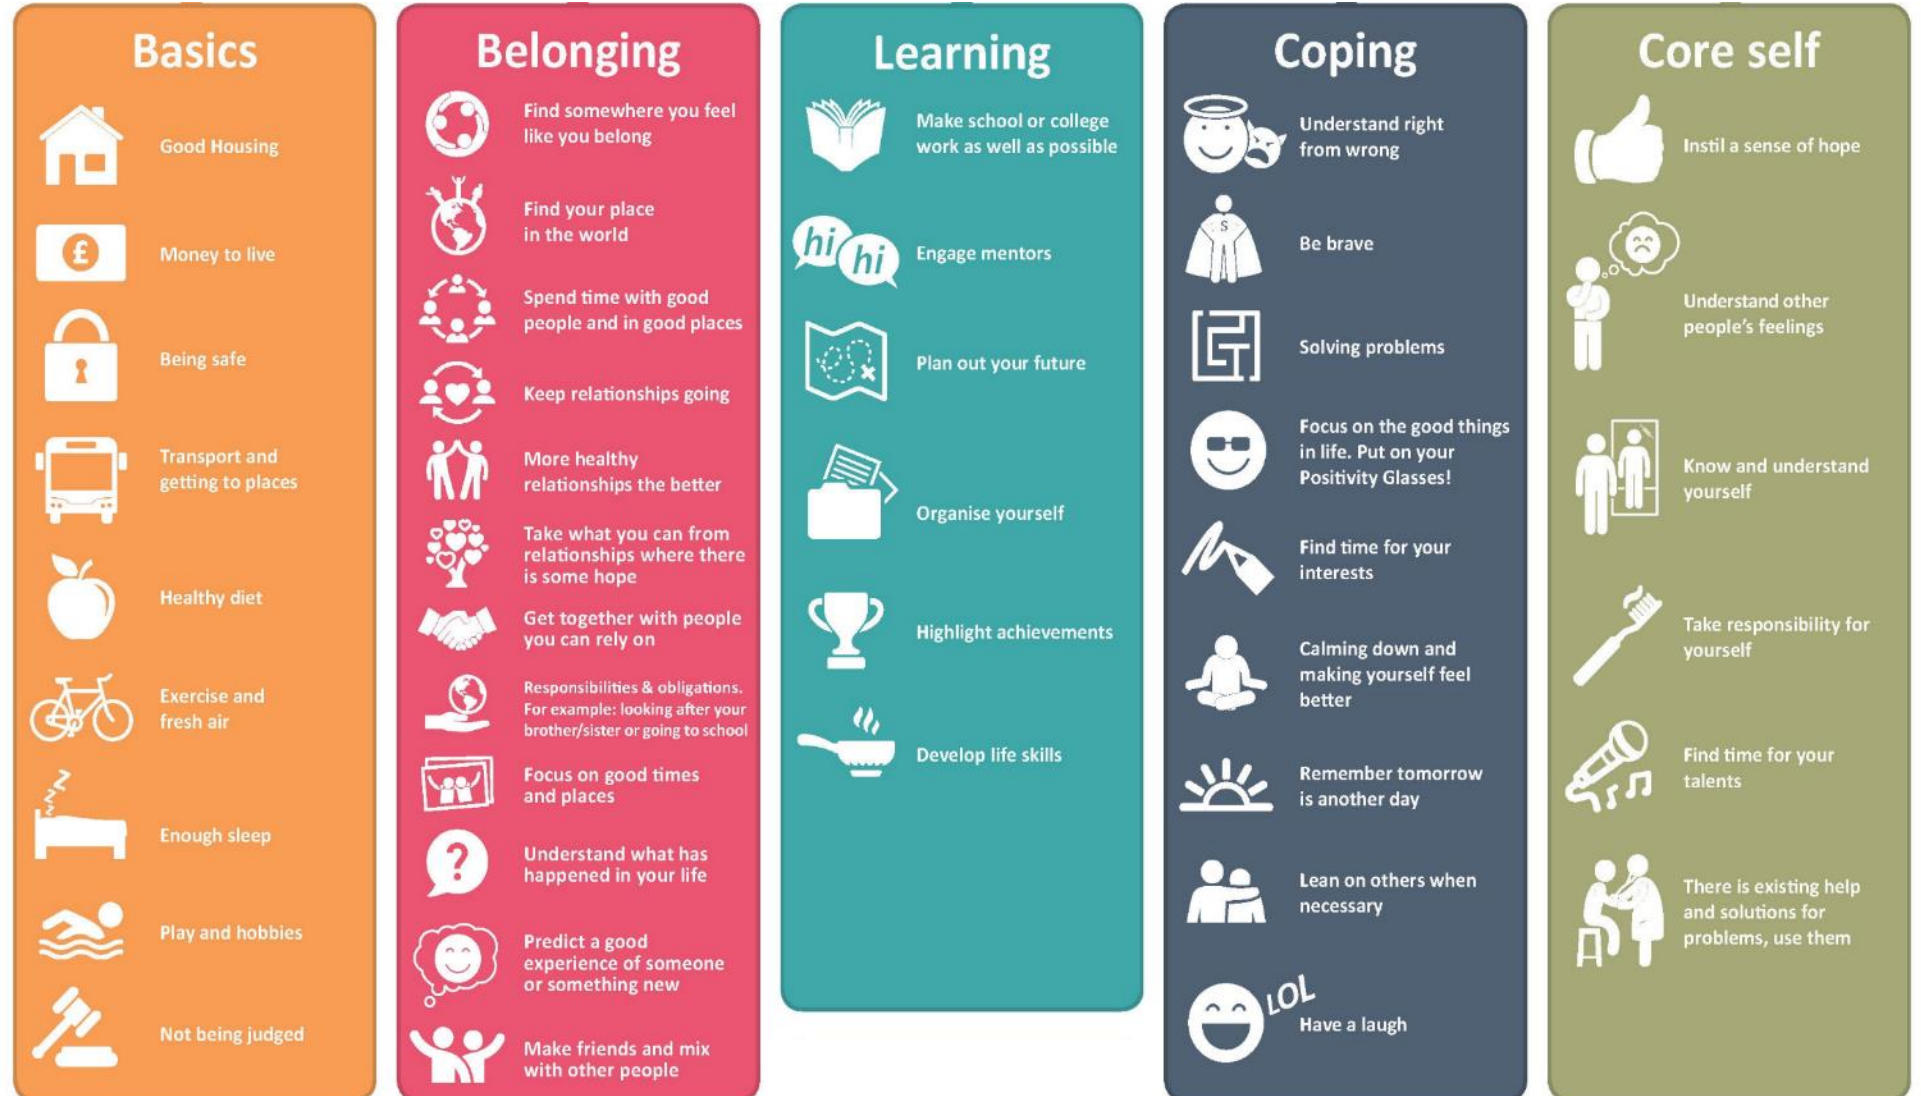 Basics
Good Housing
£
Money to live
Being safe
Transport and
getting to places
Healthy diet
Exercise and
fresh air
zzzz
Enough sleep
Play and hobbies
Not being judged
Belonging
Find somewhere you feel
like you belong
Find your place
in the world
Spend time with good
people and in good places
Keep relationships going
More healthy
relationships the better
Take what you can from
relationships where there
is some hope
Get together with people
you can rely on
Responsibilities & obligations.
For example: looking after your
brother/sister or going to school
Focus on good times
and places
?
Understand what has
happened in your life
Predict a good
experience of someone
or something new
Make friends and mix
with other people
Learning
Make school or college
work as well as possible
hi
hi
Engage mentors
Plan out your future
Organise yourself
Highlight achievements
Develop life skills
Coping
Understand right
from wrong
S
Be brave
Solving problems
Focus on the good things
in life. Put on your
Positivity Glasses!
Find time for your
interests
Calming down and
making yourself feel
better
Remember tomorrow
is another day
Lean on others when
necessary
LOL
Have a laugh
Core self
Instil a sense of hope
Understand other
people's feelings
Know and understand
yourself
Take responsibility for
yourself
Find time for your
talents
There is existing help
and solutions for
problems, use them